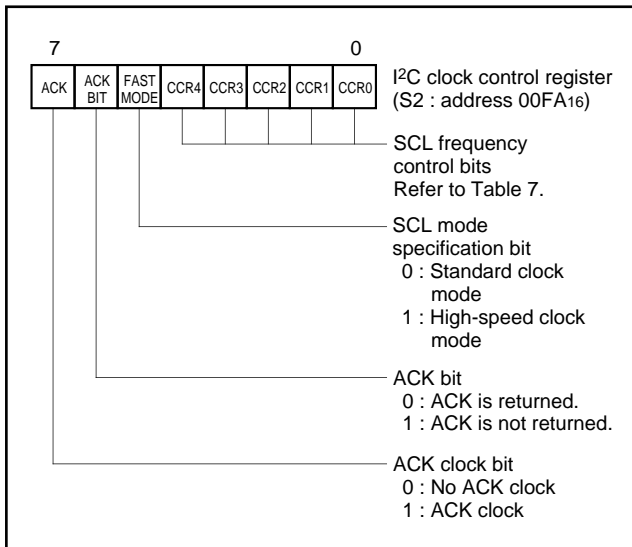 7 0
ACK ACK BIT FAST MODE CCR4 CCR3 CCR2 CCR1 CCR0
I2C clock control register
(S2 : address 00FA16)
SCL frequency
control bits
Refer to Table 7.
SCL mode
specification bit
0 : Standard clock
mode
1 : High-speed clock
mode
ACK bit
0 : ACK is returned.
1 : ACK is not returned.
ACK clock bit
0 : No ACK clock
1 : ACK clock